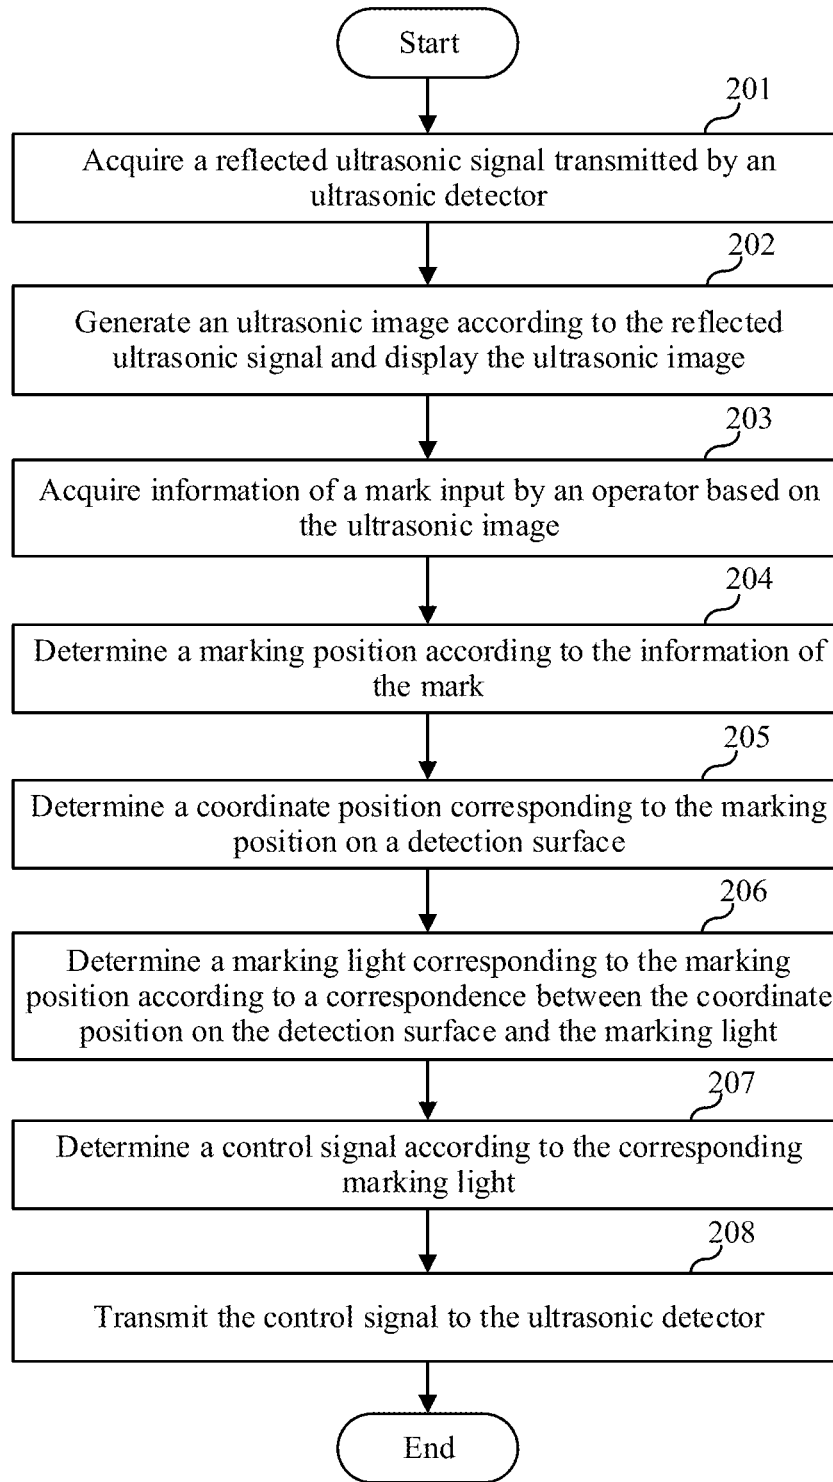 Start
201
Acquire a reflected ultrasonic signal transmitted by an
ultrasonic detector
202
Generate an ultrasonic image according to the reflected
ultrasonic signal and display the ultrasonic image
203
Acquire information of a mark input by an operator based on
the ultrasonic image
204
Determine a marking position according to the information of
the mark
205
Determine a coordinate position corresponding to the marking
position on a detection surface
206
Determine a marking light corresponding to the marking
position according to a correspondence between the coordinate
position on the detection surface and the marking light
207
Determine a control signal according to the corresponding
marking light
208
Transmit the control signal to the ultrasonic detector
End